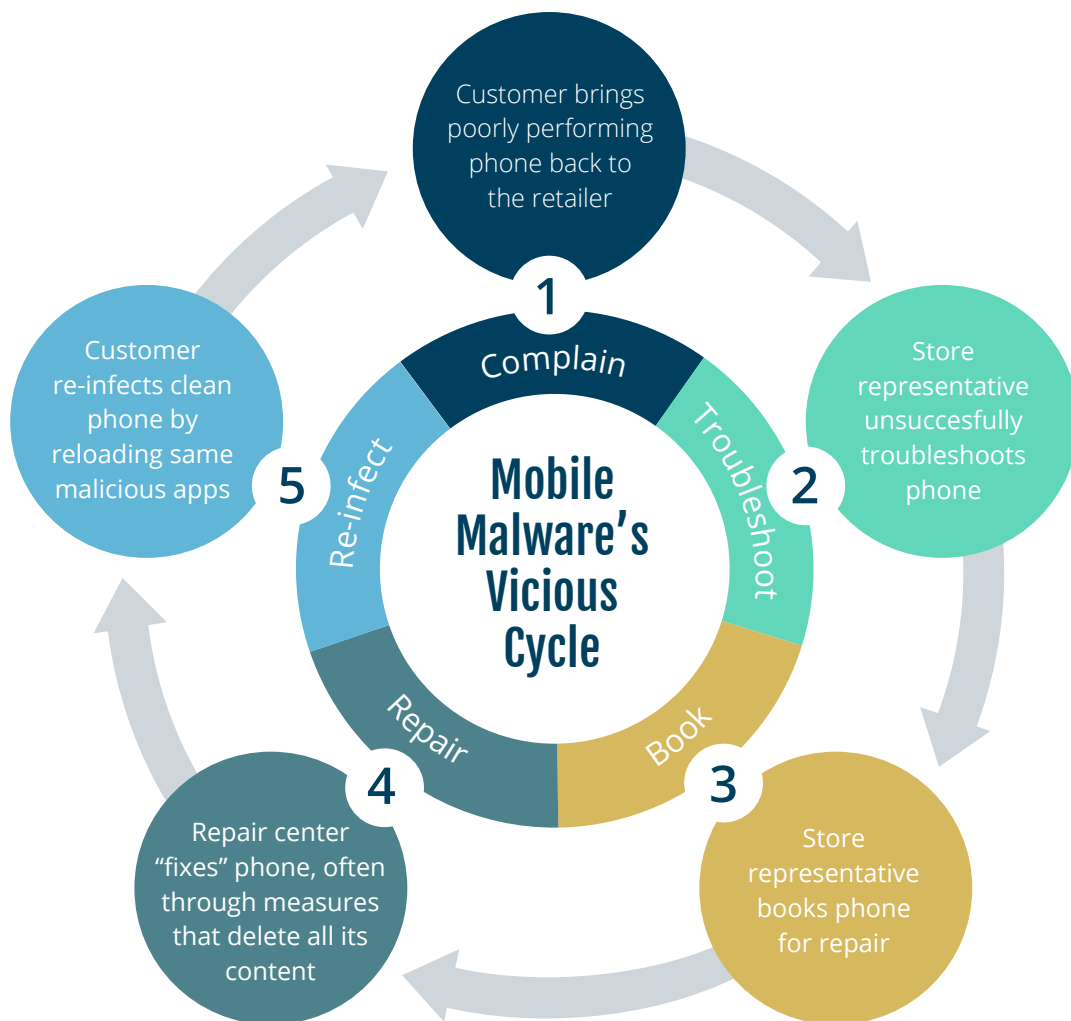 Customer brings
poorly performing
phone back to
the retailer
1
Complain
Store
representative
unsuccesfully
troubleshoots
phone
2
Troubleshoot
Store
representative
books phone
for repair
3
Book
Repair center
“fixes” phone, often
through measures
that delete all its
content
4
Repair
Customer
re-infects clean
phone by
reloading same
malicious apps
5
Re-infect
Mobile
Malware’s
Vicious
Cycle